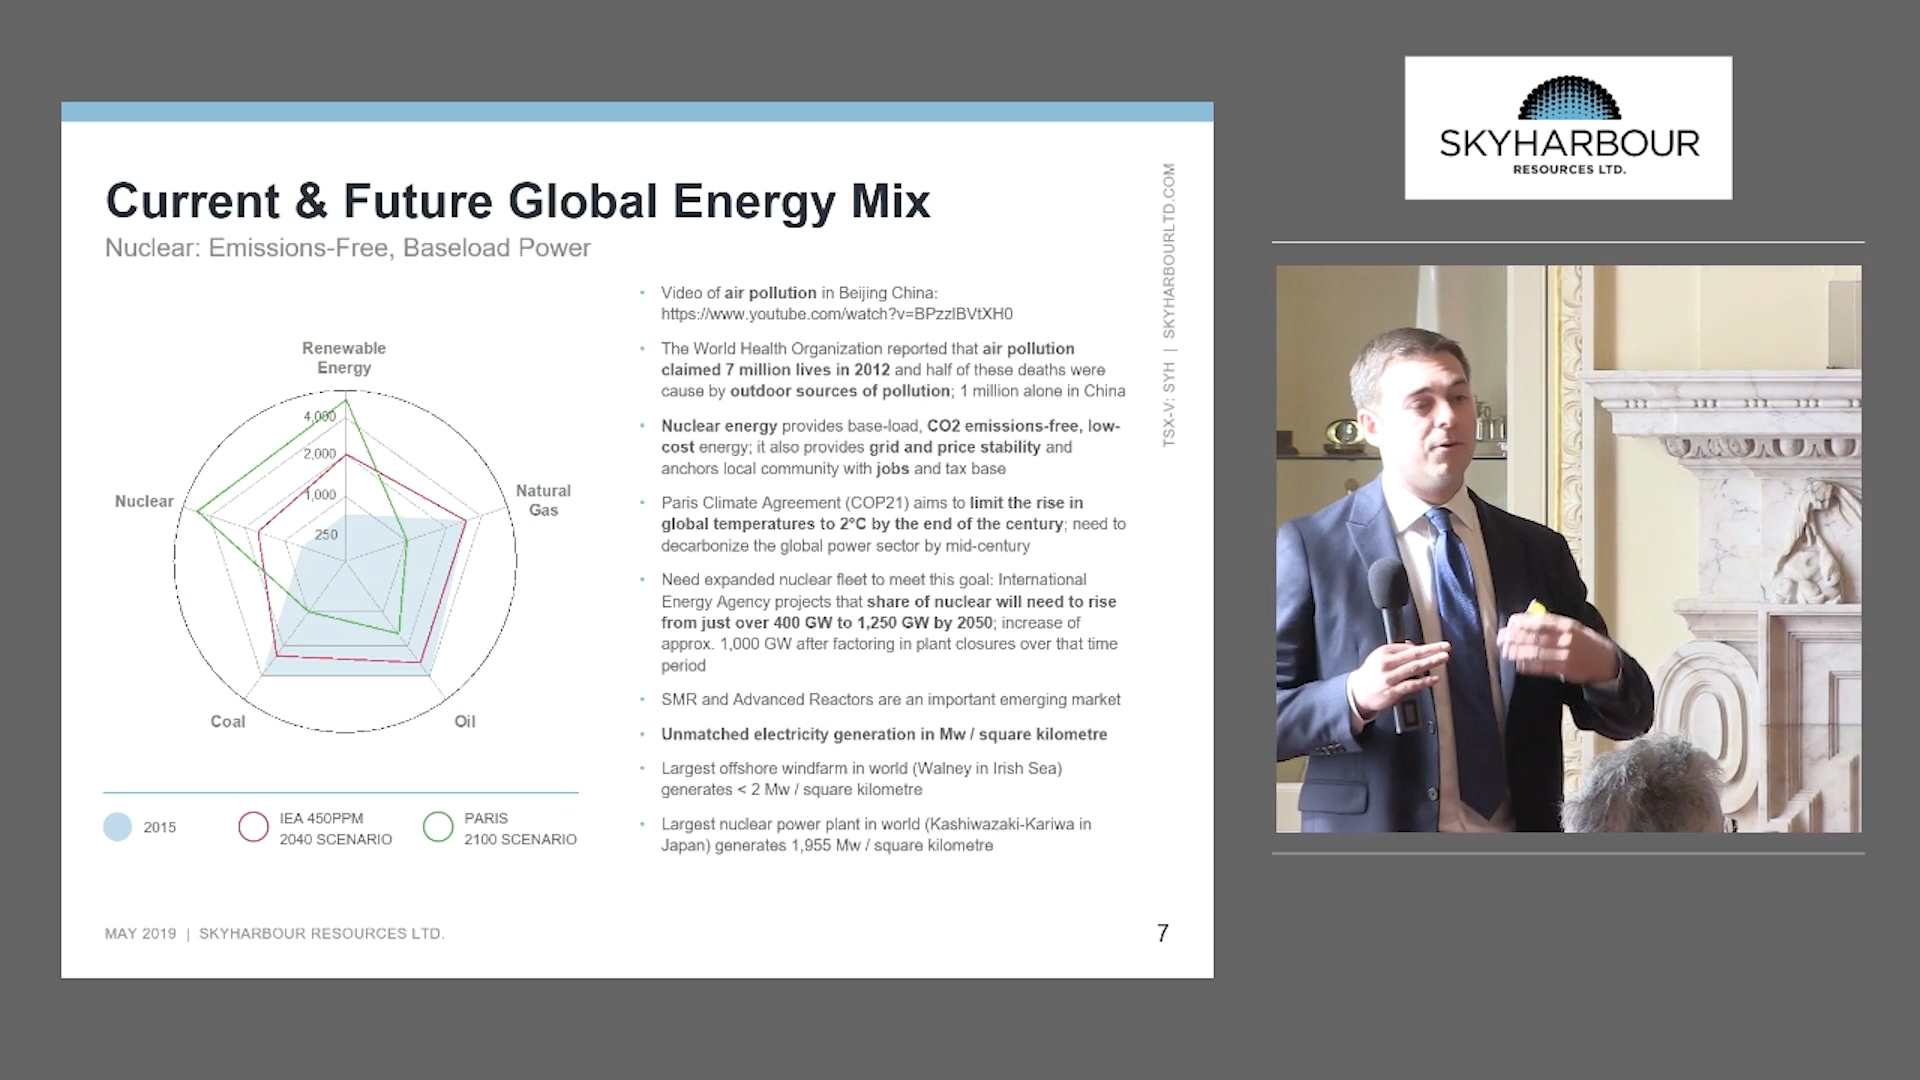 SKYHARBOUR
RESOURCES LTD.
Current & Future Global Energy Mix
Nuclear: Emissions-Free, Baseload Power
TSX-V: SYH | SKYHARBOURLTD.COM
Renewable
Energy
4,000
2,000
1,000
250
Nuclear
Natural
Gas
Coal
Oil
2015
IEA 450PPM
2040 SCENARIO
PARIS
2100 SCENARIO
• Video of air pollution in Beijing China:
https://www.youtube.com/watch?v=BPzzlBVtXH0
• The World Health Organization reported that air pollution
claimed 7 million lives in 2012 and half of these deaths were
cause by outdoor sources of pollution; 1 million alone in China
• Nuclear energy provides base-load, CO2 emissions-free, low-
cost energy; it also provides grid and price stability and
anchors local community with jobs and tax base
• Paris Climate Agreement (COP21) aims to limit the rise in
global temperatures to 2°C by the end of the century; need to
decarbonize the global power sector by mid-century
• Need expanded nuclear fleet to meet this goal: International
Energy Agency projects that share of nuclear will need to rise
from just over 400 GW to 1,250 GW by 2050; increase of
approx. 1,000 GW after factoring in plant closures over that time
period
• SMR and Advanced Reactors are an important emerging market
• Unmatched electricity generation in Mw / square kilometre
• Largest offshore windfarm in world (Walney in Irish Sea)
generates < 2 Mw / square kilometre
• Largest nuclear power plant in world (Kashiwazaki-Kariwa in
Japan) generates 1,955 Mw / square kilometre
MAY 2019 | SKYHARBOUR RESOURCES LTD.
7